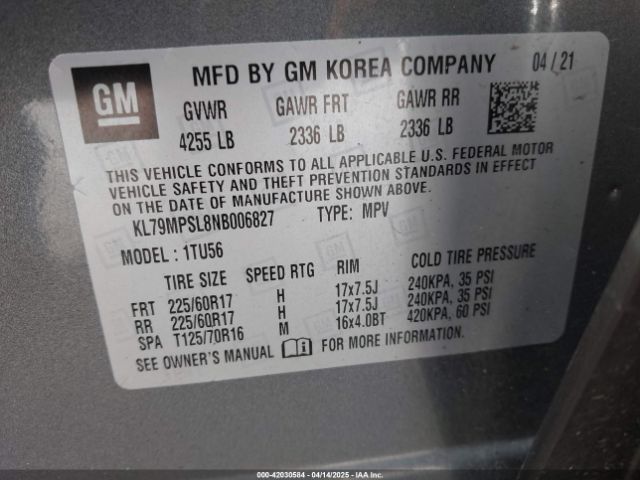 GM
MFD BY GM KOREA COMPANY 04 / 21
GVWR GAWR FRT GAWR RR
4255 LB 2336 LB 2336 LB
THIS VEHICLE CONFORMS TO ALL APPLICABLE U.S. FEDERAL MOTOR
VEHICLE SAFETY AND THEFT PREVENTION STANDARDS IN EFFECT
ON THE DATE OF MANUFACTURE SHOWN ABOVE.
KL79MPSL8NB006827 TYPE: MPV
MODEL : 1TU56
TIRE SIZE SPEED RTG RIM COLD TIRE PRESSURE
FRT 225/60R17 H 17x7.5J 240KPA, 35 PSI
RR 225/60R17 H 17x7.5J 240KPA, 35 PSI
SPA T125/70R16 M 16x4.0BT 420KPA, 60 PSI
SEE OWNER'S MANUAL FOR MORE INFORMATION.
000-42030584 - 04/14/2025 - IAA Inc.